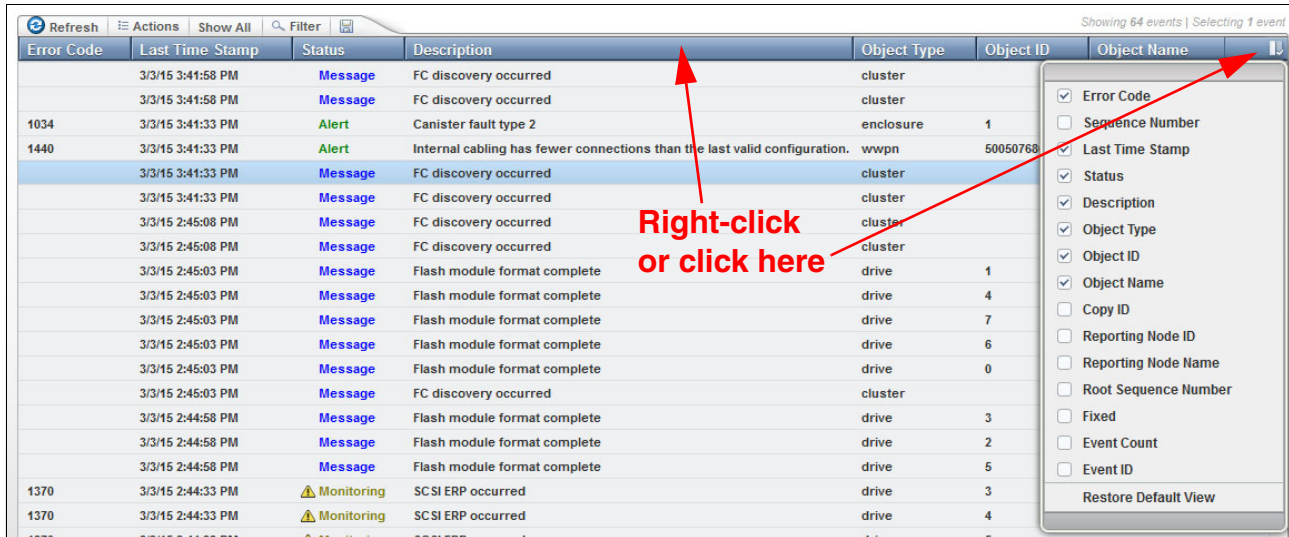 Refresh Actions Show All Filter Showing 64 events | Selecting 1 event
Error Code Last Time Stamp Status Description Object Type Object ID Object Name
3/3/15 3:41:58 PM Message FC discovery occurred cluster
3/3/15 3:41:58 PM Message FC discovery occurred cluster
1034 3/3/15 3:41:33 PM Alert Canister fault type 2 enclosure 1
1440 3/3/15 3:41:33 PM Alert Internal cabling has fewer connections than the last valid configuration. wwpn 50050768
3/3/15 3:41:33 PM Message FC discovery occurred cluster
3/3/15 3:41:33 PM Message FC discovery occurred cluster
3/3/15 2:45:08 PM Message FC discovery occurred cluster
3/3/15 2:45:08 PM Message FC discovery occurred cluster
3/3/15 2:45:03 PM Message Flash module format complete drive 1
3/3/15 2:45:03 PM Message Flash module format complete drive 4
3/3/15 2:45:03 PM Message Flash module format complete drive 7
3/3/15 2:45:03 PM Message Flash module format complete drive 6
3/3/15 2:45:03 PM Message Flash module format complete drive 0
3/3/15 2:45:03 PM Message FC discovery occurred cluster
3/3/15 2:44:58 PM Message Flash module format complete drive 3
3/3/15 2:44:58 PM Message Flash module format complete drive 2
3/3/15 2:44:58 PM Message Flash module format complete drive 5
1370 3/3/15 2:44:33 PM Monitoring SCSI ERP occurred drive 3
1370 3/3/15 2:44:33 PM Monitoring SCSI ERP occurred drive 4
Right-click
or click here
Error Code
Sequence Number
Last Time Stamp
Status
Description
Object Type
Object ID
Object Name
Copy ID
Reporting Node ID
Reporting Node Name
Root Sequence Number
Fixed
Event Count
Event ID
Restore Default View